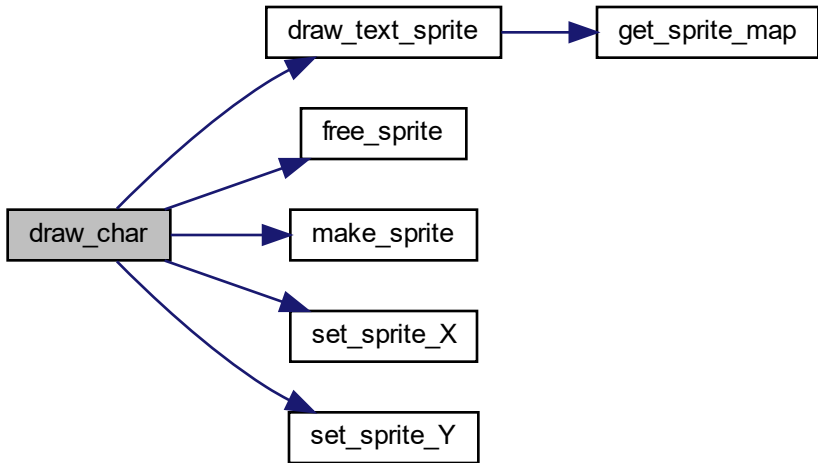 draw_text_sprite
get_sprite_map
free_sprite
draw_char
make_sprite
set_sprite_X
set_sprite_Y